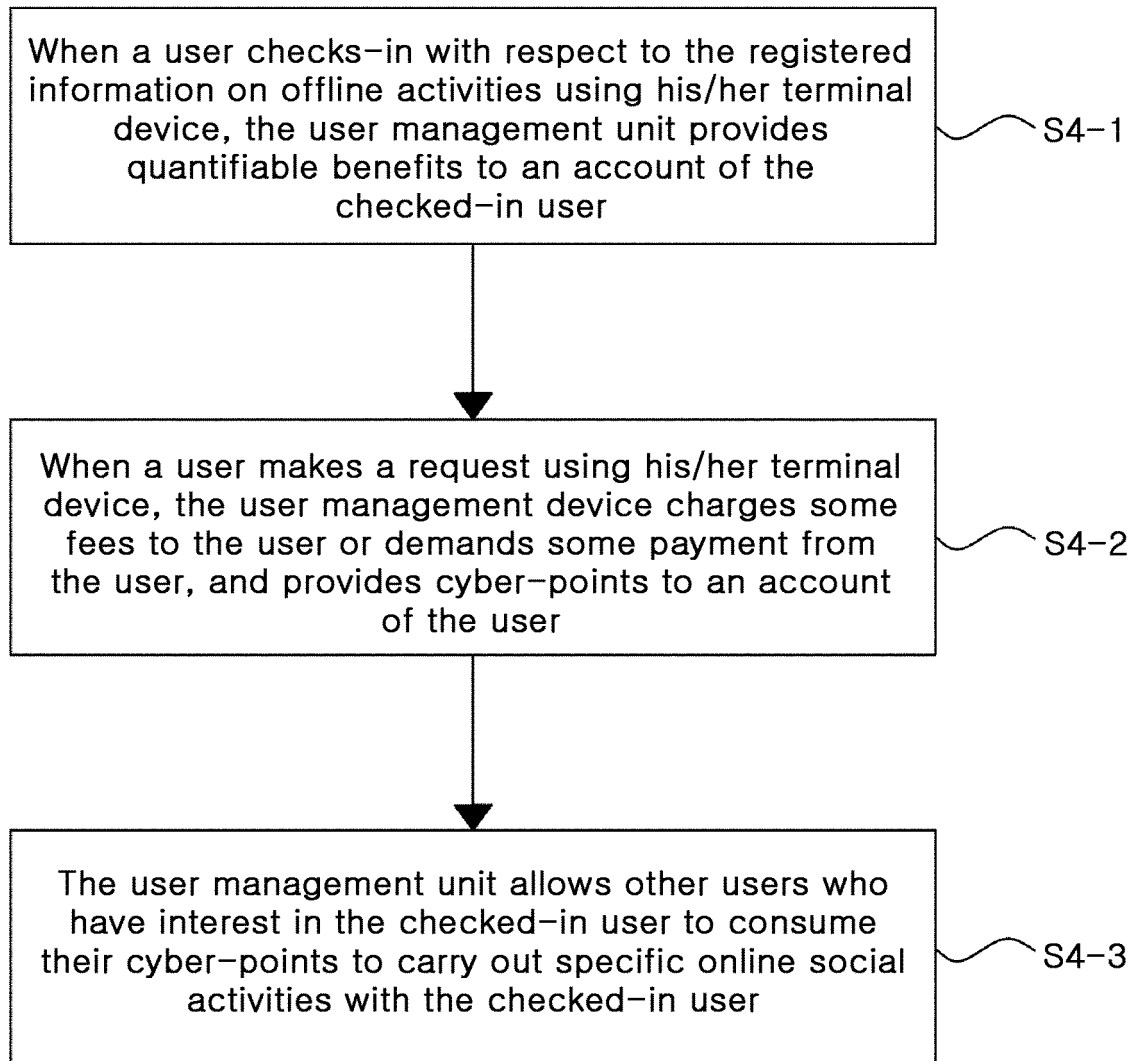 When a user checks-in with respect to the registered
information on offline activities using his/her terminal
device, the user management unit provides
quantifiable benefits to an account of the
checked-in user
S4-1
When a user makes a request using his/her terminal
device, the user management device charges some
fees to the user or demands some payment from
the user, and provides cyber-points to an account
of the user
S4-2
The user management unit allows other users who
have interest in the checked-in user to consume
their cyber-points to carry out specific online social
activities with the checked-in user
S4-3